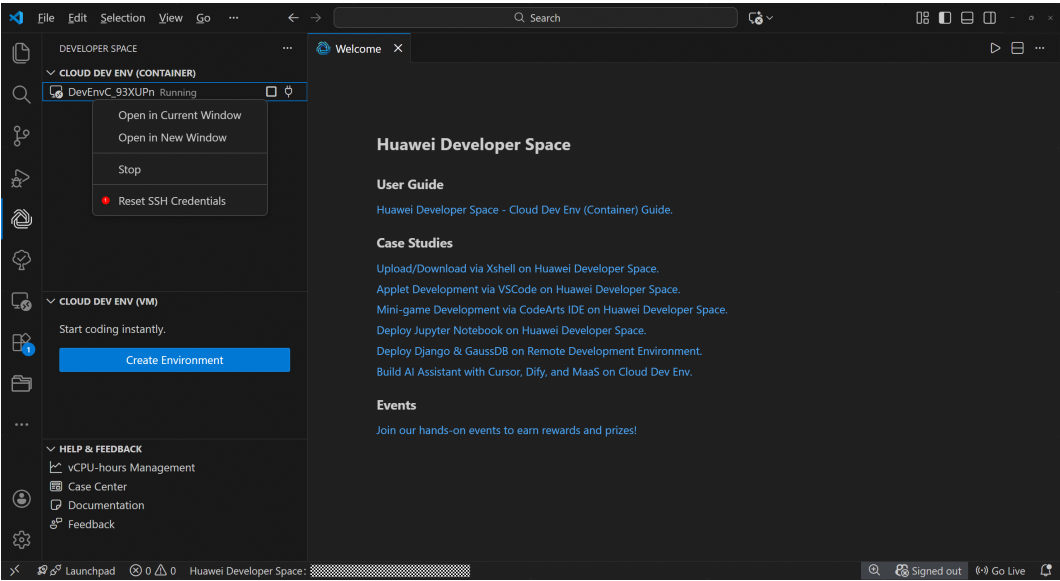 File Edit Selection View Go ··· Search
DEVELOPER SPACE ···
Welcome
CLOUD DEV ENV (CONTAINER)
DevEnvC_93XUPn Running
Open in Current Window
Open in New Window
Stop
Reset SSH Credentials
CLOUD DEV ENV (VM)
Start coding instantly.
Create Environment
1
HELP & FEEDBACK
vCPU-hours Management
Case Center
Documentation
Feedback
Huawei Developer Space
User Guide
Huawei Developer Space - Cloud Dev Env (Container) Guide.
Case Studies
Upload/Download via Xshell on Huawei Developer Space.
Applet Development via VSCode on Huawei Developer Space.
Mini-game Development via CodeArts IDE on Huawei Developer Space.
Deploy Jupyter Notebook on Huawei Developer Space.
Deploy Django & GaussDB on Remote Development Environment.
Build AI Assistant with Cursor, Dify, and MaaS on Cloud Dev Env.
Events
Join our hands-on events to earn rewards and prizes!
Launchpad 0 0 Huawei Developer Space: Signed out Go Live